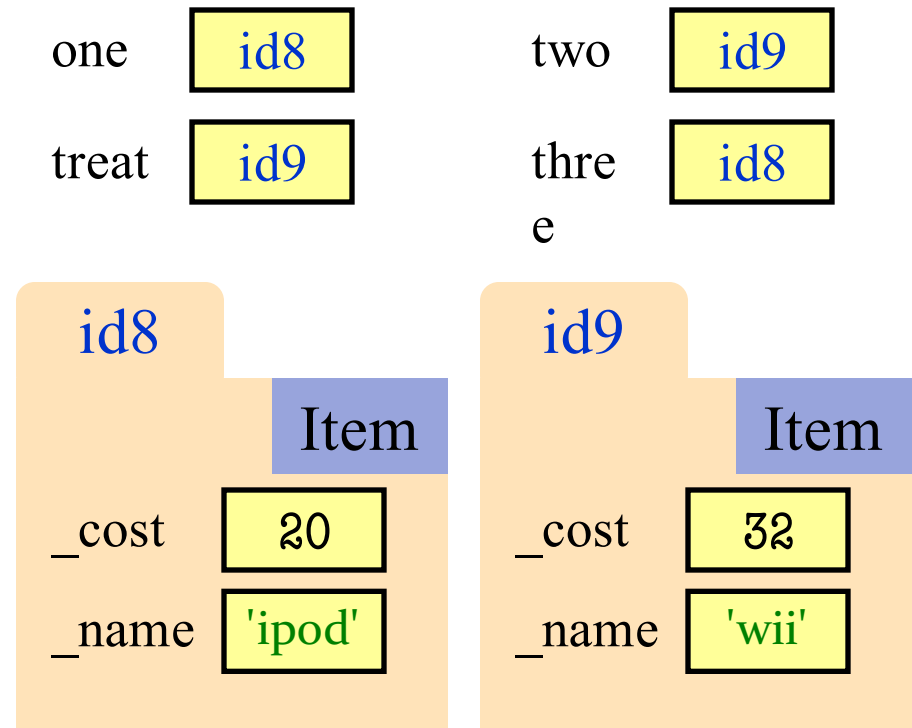 one id8 two id9
treat id9 thre id8
e
id8 id9
Item Item
_cost 20 _cost 32
_name 'ipod' _name 'wii'